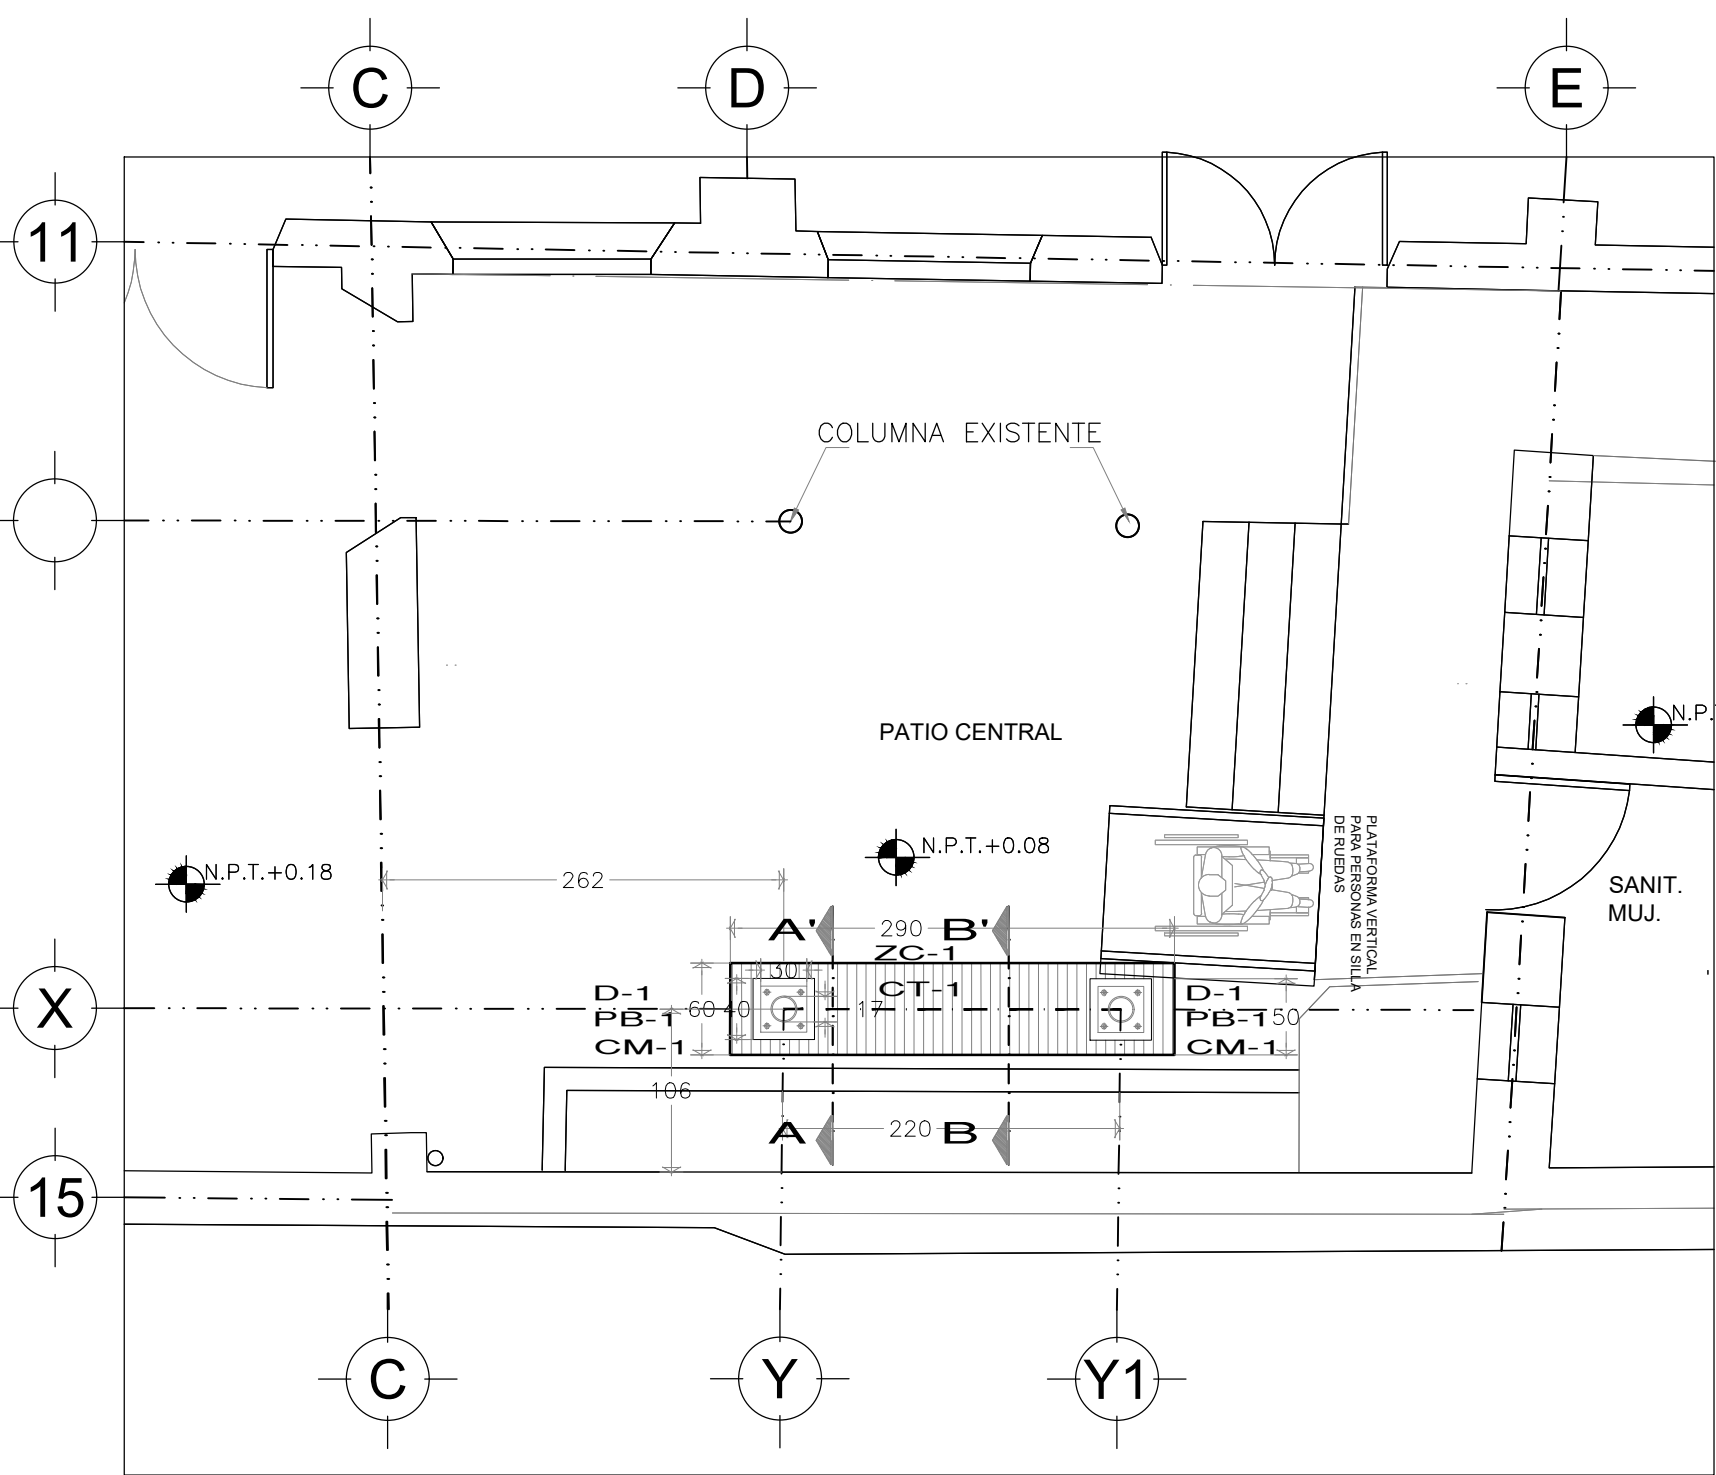 C
D
E
11
COLUMNA EXISTENTE
PATIO CENTRAL
N.P.
N.P.T.+0.08
N.P.T.+0.18
262
PLATAFORMA VERTICAL
PARA PERSONAS EN SILLA
DE RUEDAS
SANIT.
MUJ.
A'
290
B'
ZC-1
30
CT-1
D-1
PB-1
CM-1
60
40
17
D-1
PB-1
CM-1
50
X
106
A
220
B
15
C
Y
Y1